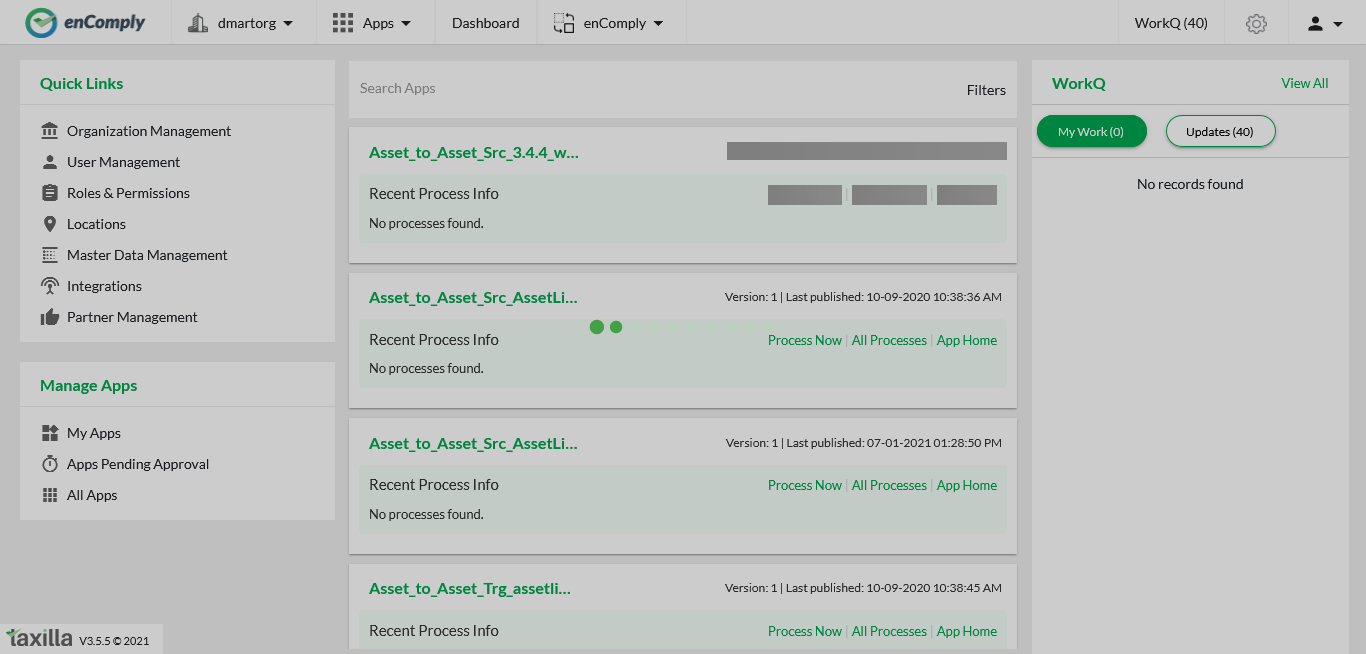 enComply
dmartorg
Apps
Dashboard
enComply
WorkQ (40)
Quick Links
Organization Management
User Management
Roles & Permissions
Locations
Master Data Management
Integrations
Partner Management
Manage Apps
My Apps
Apps Pending Approval
All Apps
taxilla V3.5.5 © 2021
Search Apps
Filters
Asset_to_Asset_Src_3.4.4_w...
Recent Process Info
No processes found.
Asset_to_Asset_Src_AssetLi...
Version: 1 | Last published: 10-09-2020 10:38:36 AM
Recent Process Info
Process Now | All Processes | App Home
No processes found.
Asset_to_Asset_Src_AssetLi...
Version: 1 | Last published: 07-01-2021 01:28:50 PM
Recent Process Info
Process Now | All Processes | App Home
No processes found.
Asset_to_Asset_Trg_assetli...
Version: 1 | Last published: 10-09-2020 10:38:45 AM
Recent Process Info
Process Now | All Processes | App Home
WorkQ
View All
My Work (0)
Updates (40)
No records found